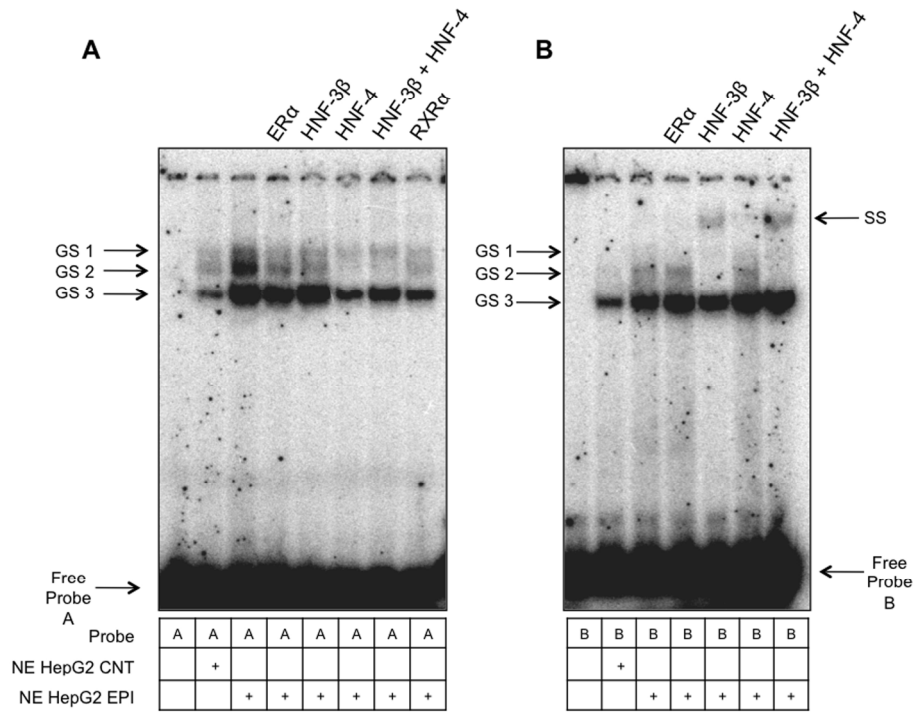 A
ERα
HNF-3β
HNF-4
HNF-3β + HNF-4
RXRα
GS 1
GS 2
GS 3
Free
Probe
A
Probe A A A A A A A A
NE HepG2 CNT +
NE HepG2 EPI + + + + + +
B
ERα
HNF-3β
HNF-4
HNF-3β + HNF-4
SS
GS 1
GS 2
GS 3
Free
Probe
B
B B B B B B B
+
+ + + + +